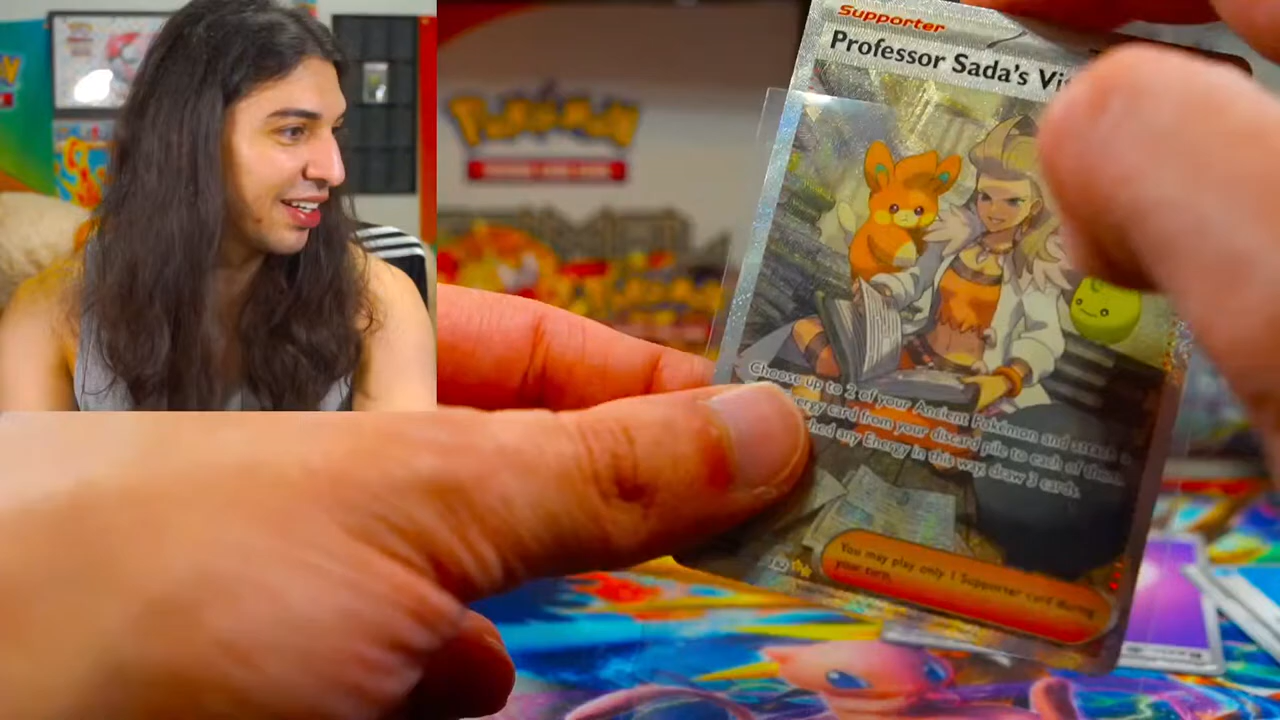 Pokémon
Supporter
Professor Sada's Vi
Choose up to 2 of your Ancient Pokémon and attach a
ergy card from your discard pile to each of them.
ched any Energy in this way, draw 3 cards.
You may play only 1 Supporter card during
your turn.